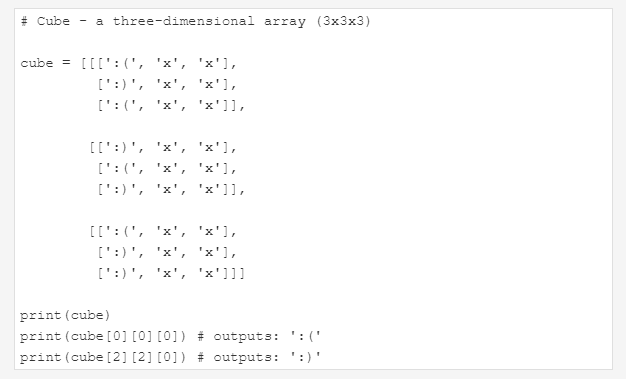 # Cube - a three-dimensional array (3x3x3)

cube = [[[':(', 'x', 'x'],
         [':)', 'x', 'x'],
         [':(', 'x', 'x']],

        [[':)', 'x', 'x'],
         [':(', 'x', 'x'],
         [':)', 'x', 'x']],

        [[':(', 'x', 'x'],
         [':)', 'x', 'x'],
         [':)', 'x', 'x']]]

print(cube)
print(cube[0][0][0]) # outputs: ':('
print(cube[2][2][0]) # outputs: ':)'